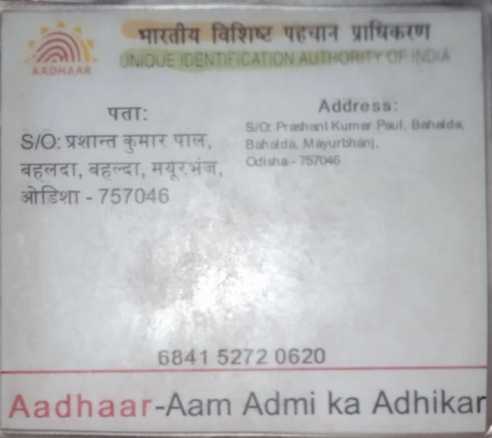 भारतीय विशिष्ट पहचान प्राधिकरण
UNIQUE IDENTIFICATION AUTHORITY OF INDIA
AADHAAR
पता:
S/O: प्रशान्त कुमार पाल,
बहलदा, बहल्दा, मयूरभंज,
ओडिशा - 757046
Address:
S/O: Prashant Kumar Paul, Bahalda,
Bahalda, Mayurbhanj,
Odisha - 757046
6841 5272 0620
Aadhaar-Aam Admi ka Adhikar